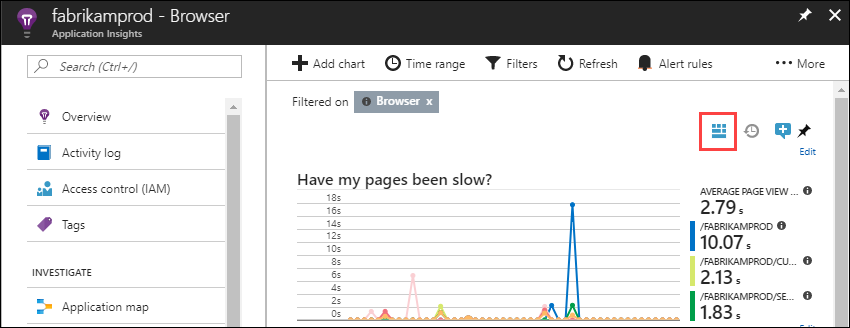 fabrikamprod - Browser
Application Insights
Search (Ctrl+/)
Overview
Activity log
Access control (IAM)
Tags
INVESTIGATE
Application map
Add chart
Time range
Filters
Refresh
Alert rules
More
Filtered on
Browser x
Edit
Have my pages been slow?
18s
16s
14s
12s
10s
8s
6s
4s
2s
0s
AVERAGE PAGE VIEW ...
2.79 s
/FABRIKAMPROD
10.07 s
/FABRIKAMPROD/CU...
2.13 s
/FABRIKAMPROD/SE...
1.83 s
Edit